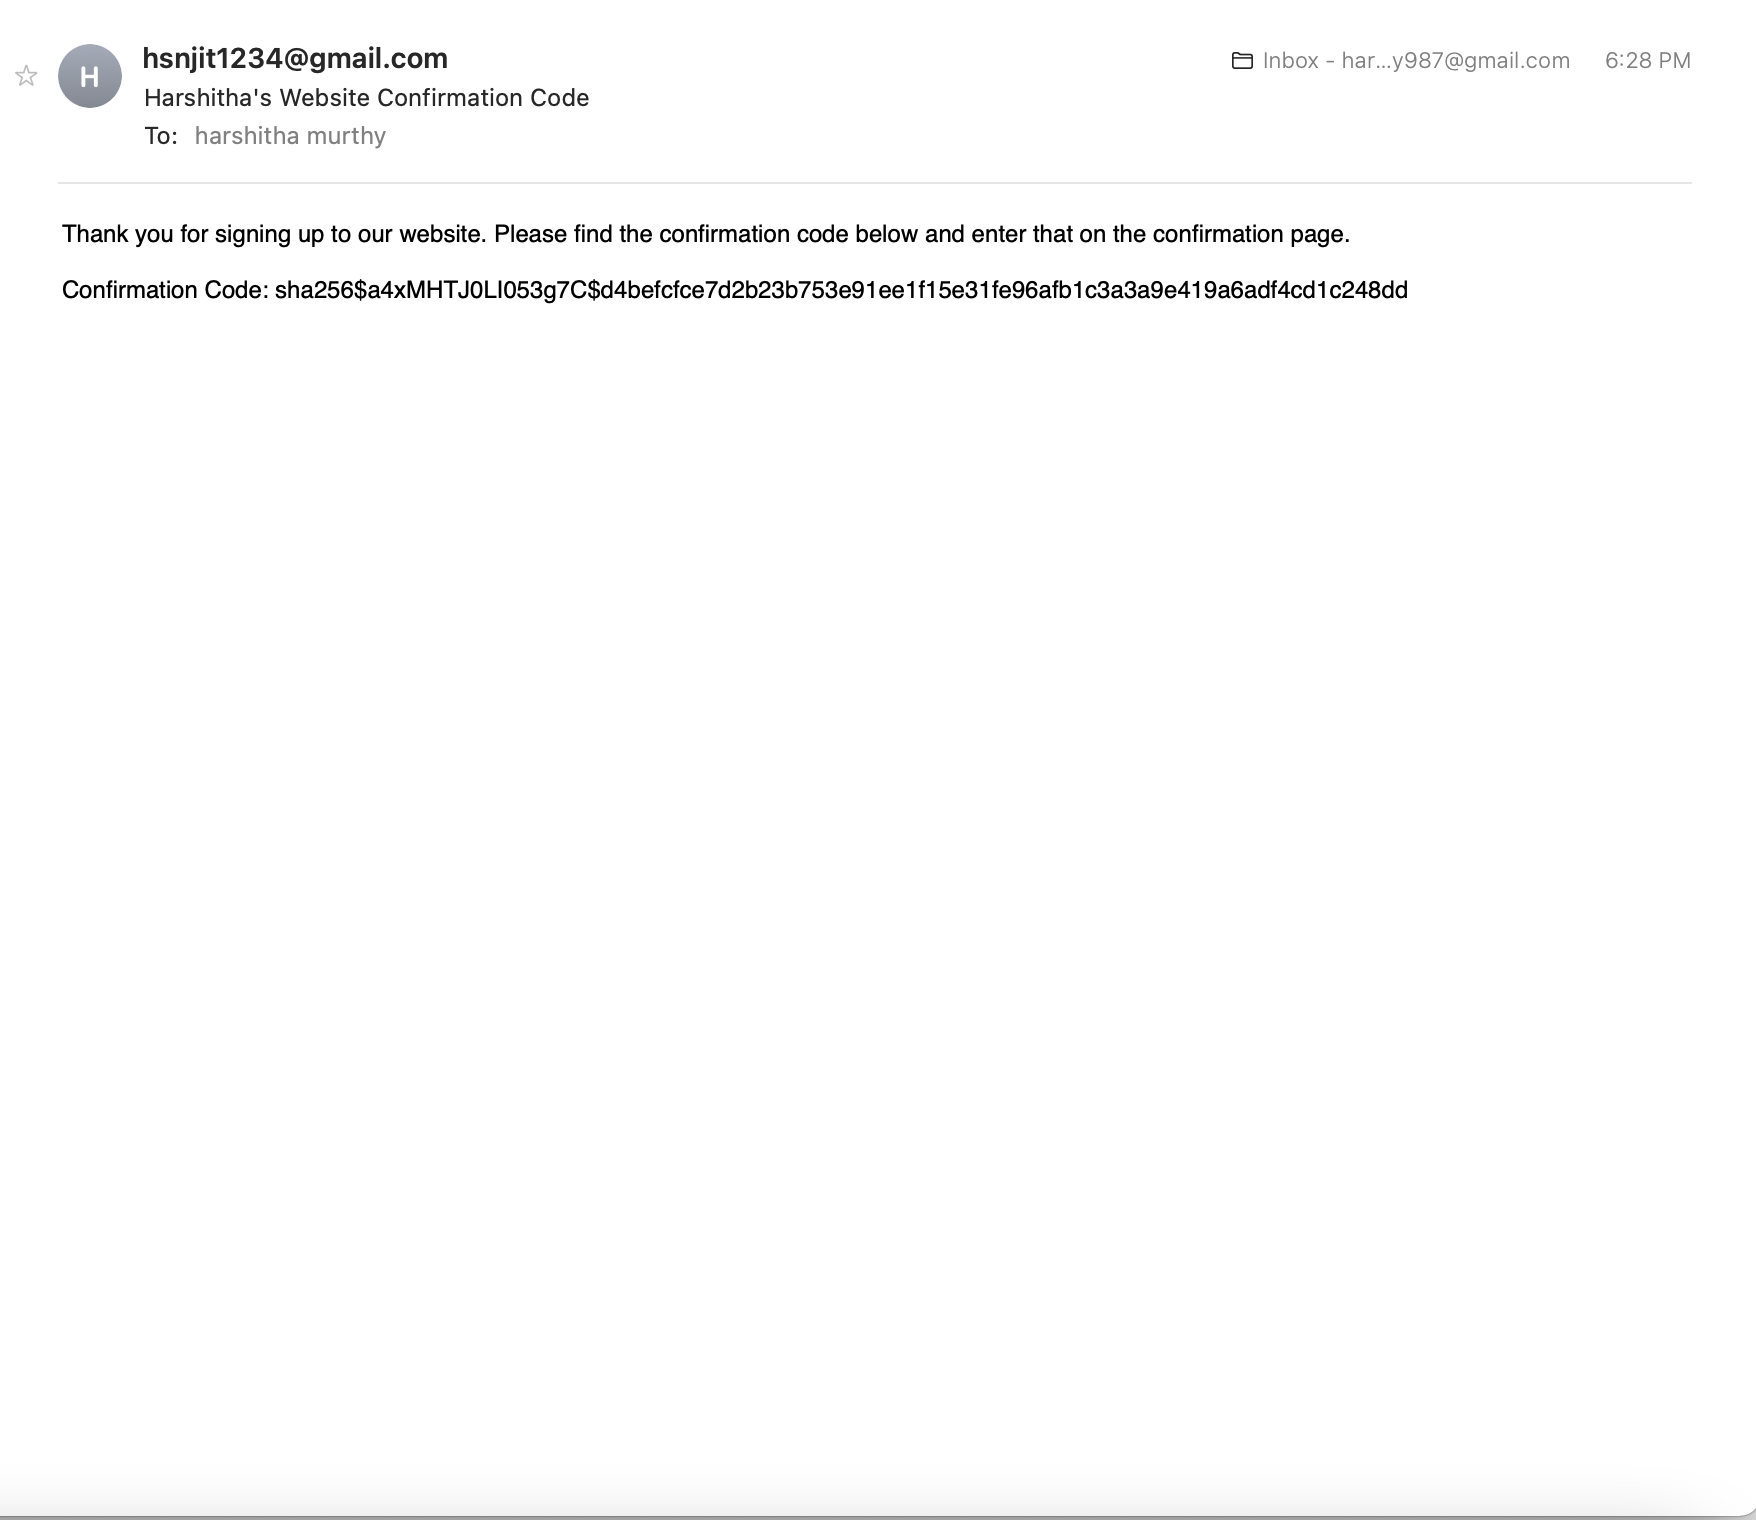 H
hsnjit1234@gmail.com
Inbox - har...y987@gmail.com 6:28 PM
Harshitha's Website Confirmation Code
To: harshitha murthy
Thank you for signing up to our website. Please find the confirmation code below and enter that on the confirmation page.
Confirmation Code: sha256$a4xMHTJ0LI053g7C$d4befcfce7d2b23b753e91ee1f15e31fe96afb1c3a3a9e419a6adf4cd1c248dd